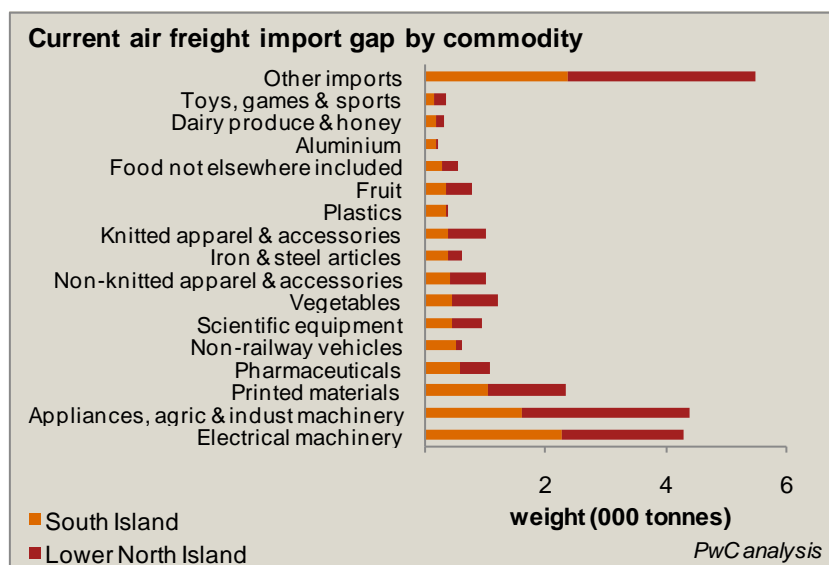 Current air freight import gap by commodity
Other imports
Toys, games & sports
Dairy produce & honey
Aluminium
Food not elsewhere included
Fruit
Plastics
Knitted apparel & accessories
Iron & steel articles
Non-knitted apparel & accessories
Vegetables
Scientific equipment
Non-railway vehicles
Pharmaceuticals
Printed materials
Appliances, agric & indust machinery
Electrical machinery
2 4 6
weight (000 tonnes)
South Island
Lower North Island
PwC analysis